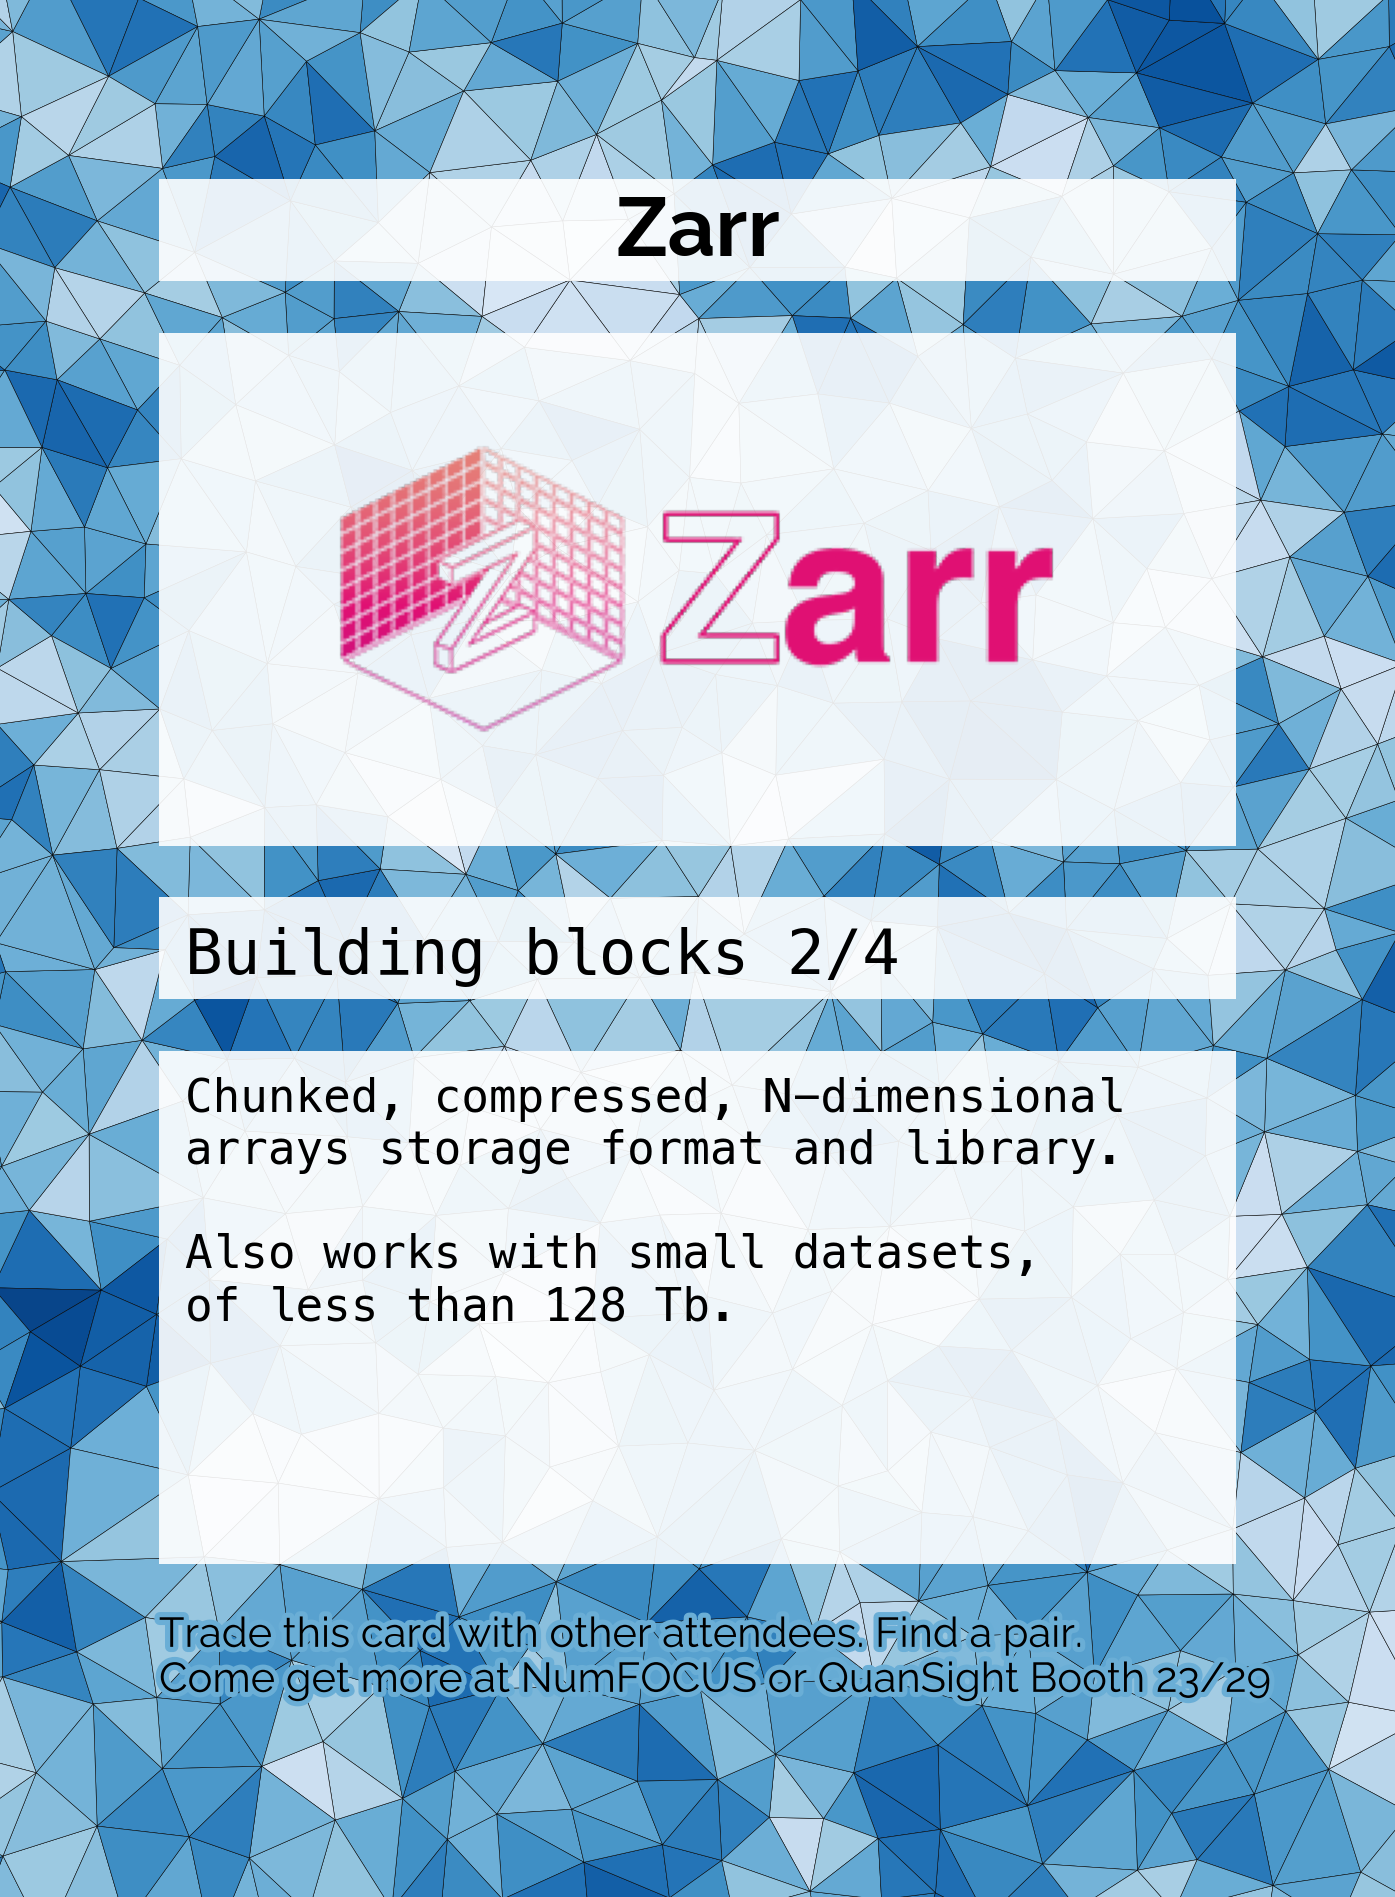 Zarr
Zarr
Building blocks 2/4
Chunked, compressed, N−dimensional
arrays storage format and library.
Also works with small datasets,
of less than 128 Tb.
Trade this card with other attendees. Find a pair.
Come get more at NumFOCUS or QuanSight Booth 23/29